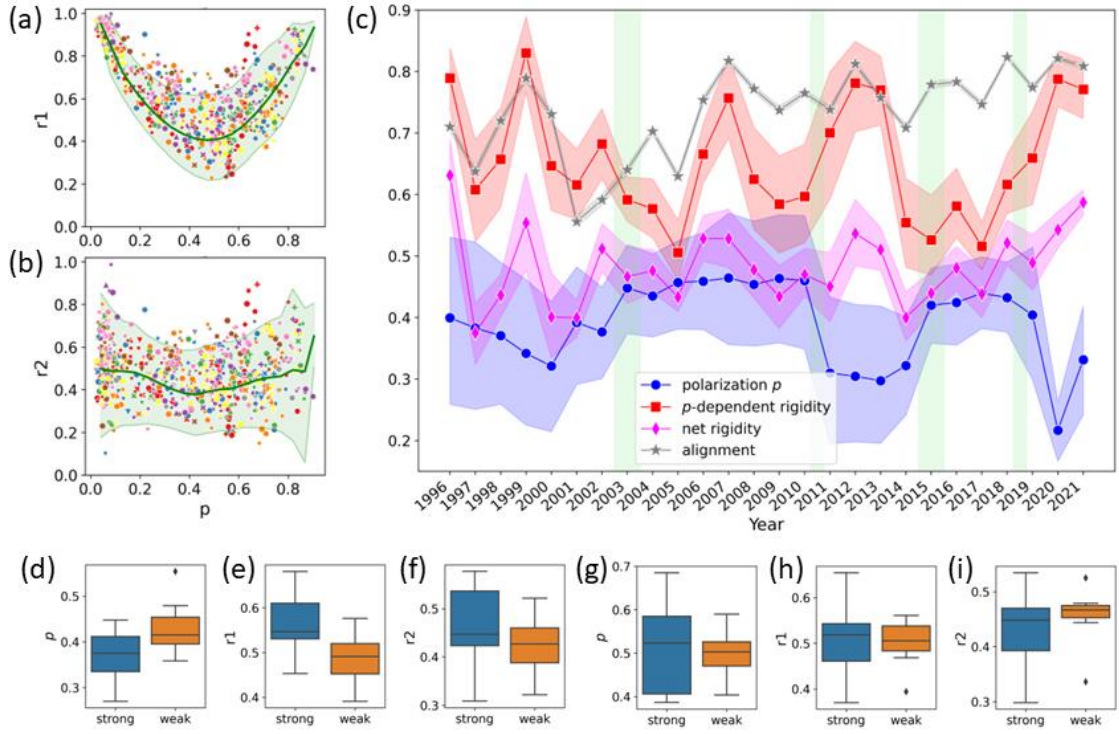 (a)
1.0
0.8
0.6
0.4
0.2
0.0
r1
0.0 0.2 0.4 0.6 0.8
(b)
1.0
0.8
0.6
0.4
0.2
0.0
r2
0.0 0.2 0.4 0.6 0.8
p
(c)
0.9
0.8
0.7
0.6
0.5
0.4
0.3
0.2
polarization p
p-dependent rigidity
net rigidity
alignment
1996 1997 1998 1999 2000 2001 2002 2003 2004 2005 2006 2007 2008 2009 2010 2011 2012 2013 2014 2015 2016 2017 2018 2019 2020 2021
Year
(d)
0.5
0.4
0.3
p
strong weak
(e)
0.6
0.5
0.4
r1
strong weak
(f)
0.5
0.4
0.3
r2
strong weak
(g)
0.7
0.6
0.5
0.4
p
strong weak
(h)
0.6
0.5
0.4
r1
strong weak
(i)
0.5
0.4
0.3
r2
strong weak